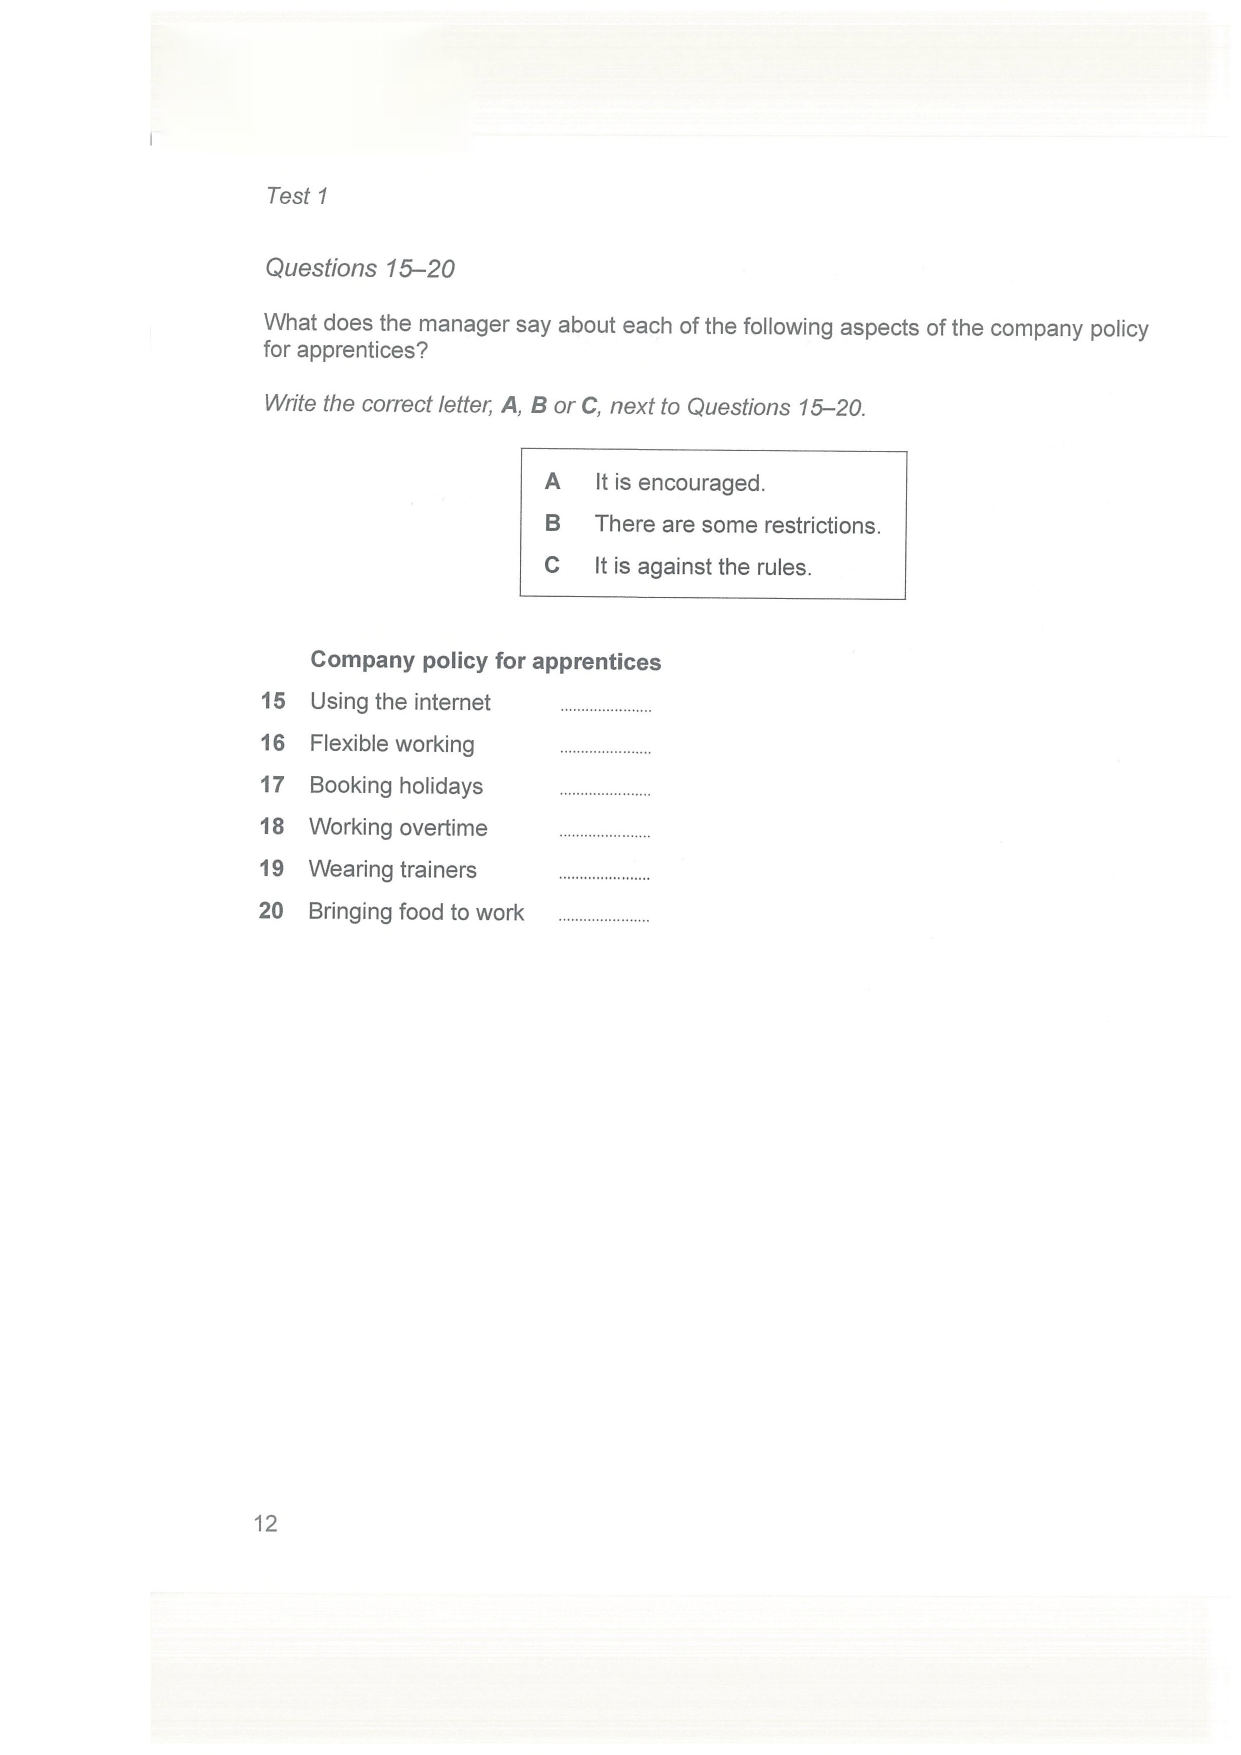 Test 1
Questions 15–20
What does the manager say about each of the following aspects of the company policy
for apprentices?
Write the correct letter, A, B or C, next to Questions 15–20.
A It is encouraged.
B There are some restrictions.
C It is against the rules.
Company policy for apprentices
15 Using the internet ......................
16 Flexible working ......................
17 Booking holidays ......................
18 Working overtime ......................
19 Wearing trainers ......................
20 Bringing food to work ......................
12